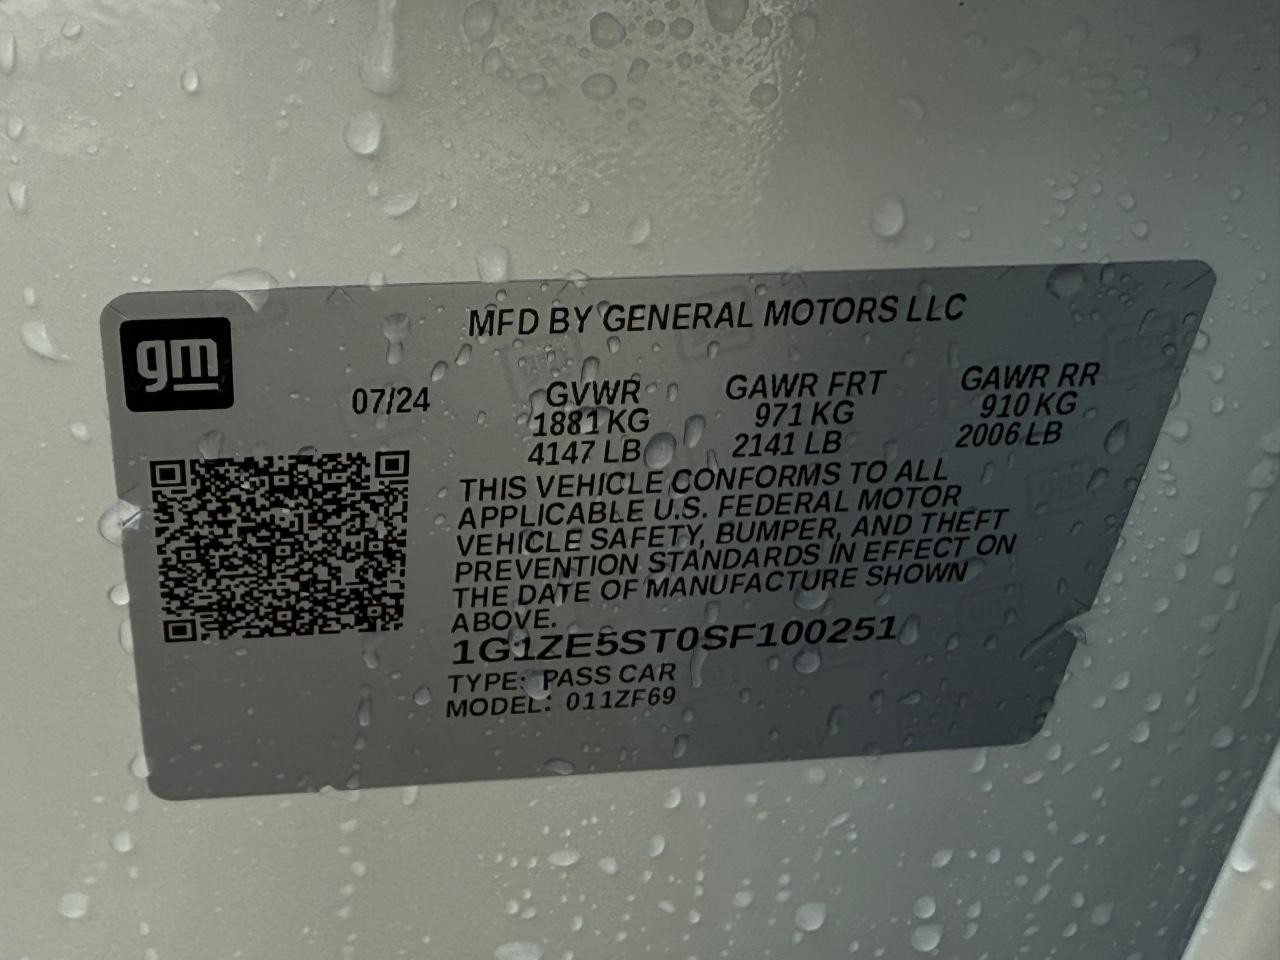 gm
MFD BY GENERAL MOTORS LLC
07/24 GVWR GAWR FRT GAWR RR
1881 KG 971 KG 910 KG
4147 LB 2141 LB 2006 LB
THIS VEHICLE CONFORMS TO ALL
APPLICABLE U.S. FEDERAL MOTOR
VEHICLE SAFETY, BUMPER, AND THEFT
PREVENTION STANDARDS IN EFFECT ON
THE DATE OF MANUFACTURE SHOWN
ABOVE.
1G1ZE5ST0SF100251
TYPE: PASS CAR
MODEL: 011ZF69